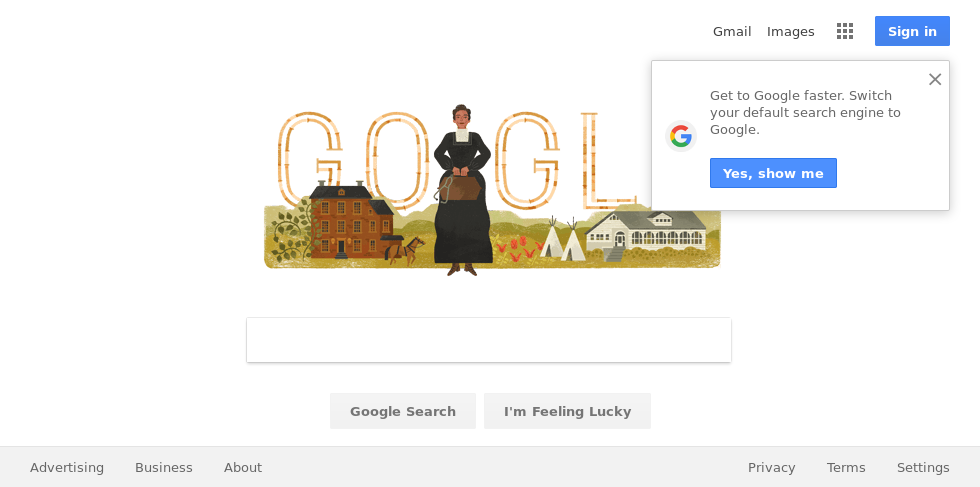 Gmail Images Sign in
Get to Google faster. Switch
your default search engine to
Google.
Yes, show me
GOOGL
Google Search I'm Feeling Lucky
Advertising Business About Privacy Terms Settings